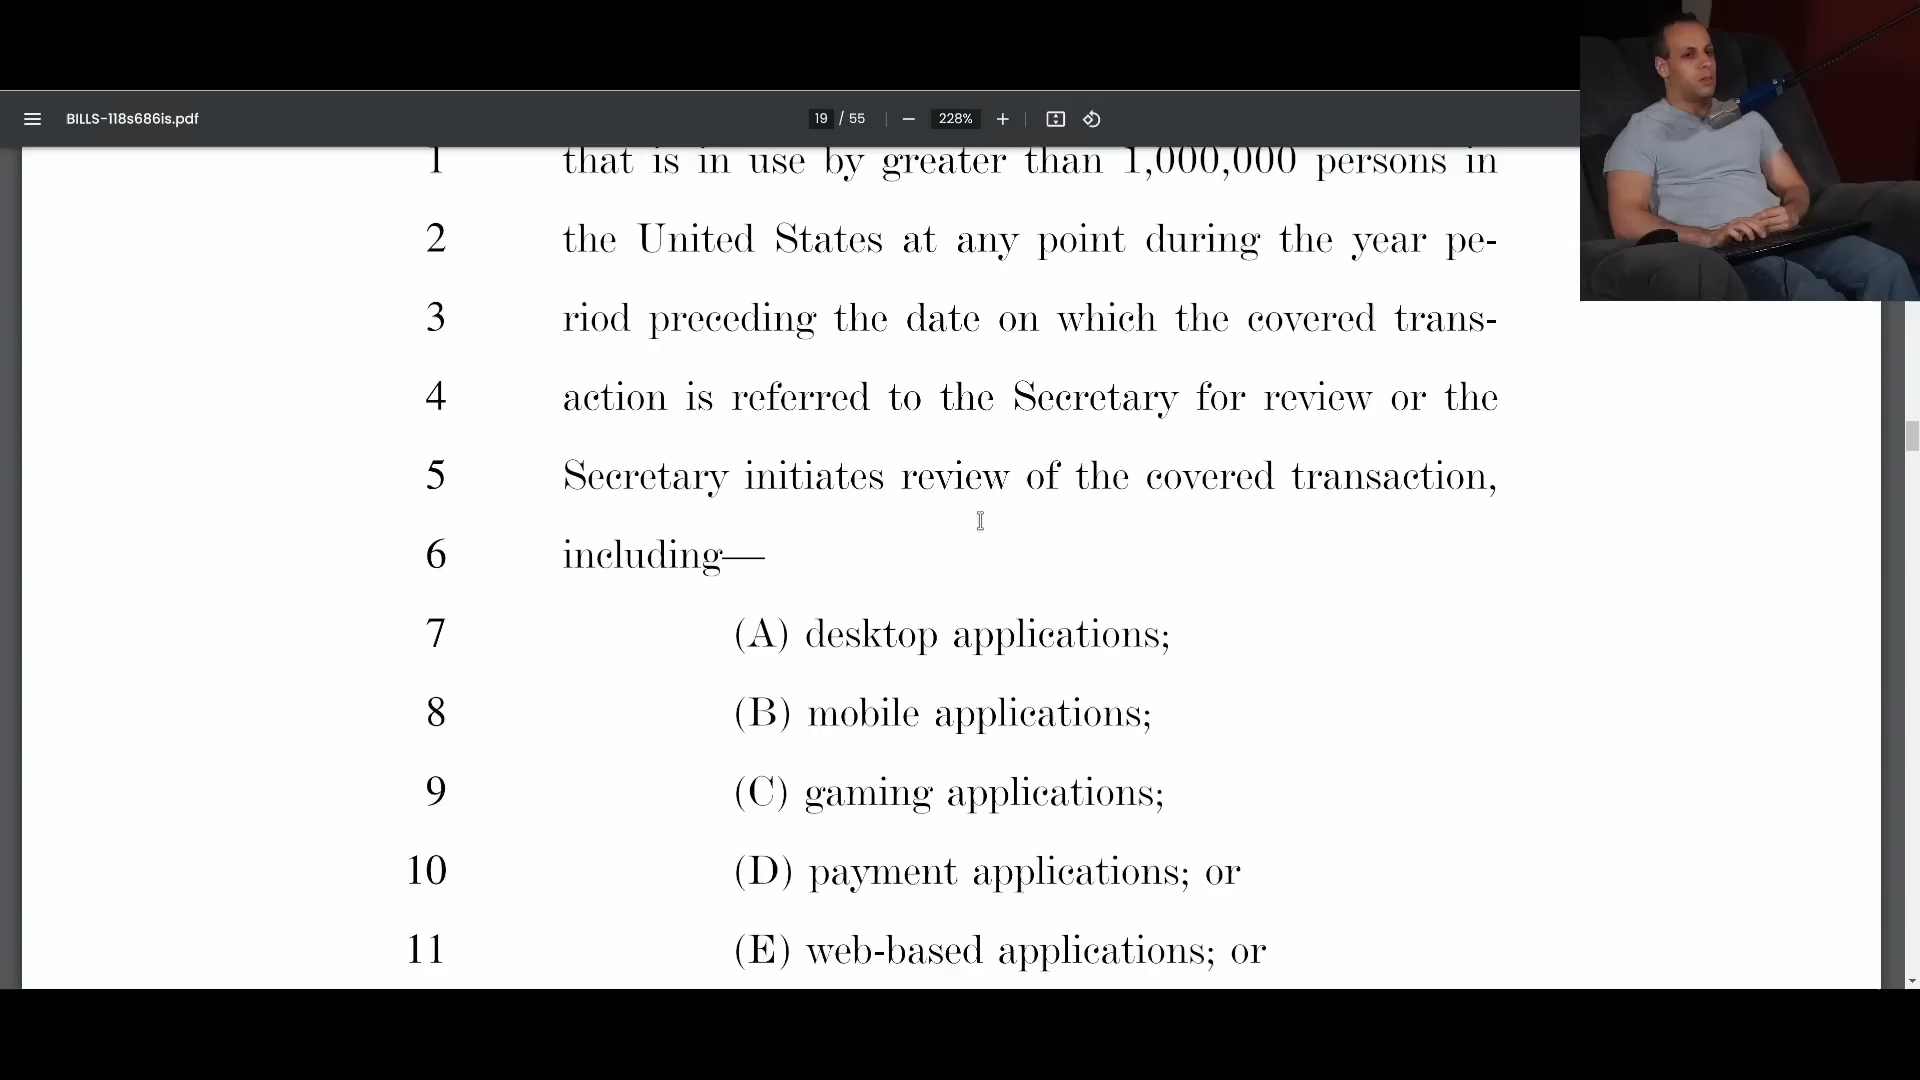 BILLS-118s686is.pdf
19 / 55
228%
1 that is in use by greater than 1,000,000 persons in
2 the United States at any point during the year pe-
3 riod preceding the date on which the covered trans-
4 action is referred to the Secretary for review or the
5 Secretary initiates review of the covered transaction,
6 including—
7 (A) desktop applications;
8 (B) mobile applications;
9 (C) gaming applications;
10 (D) payment applications; or
11 (E) web-based applications; or